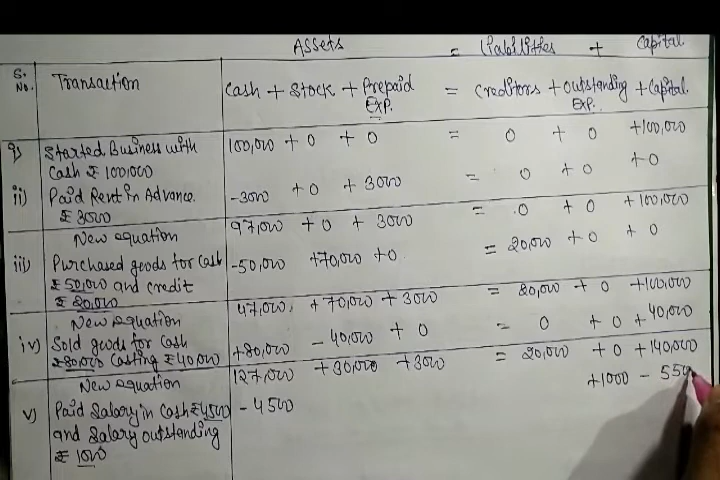 Assets = Liabilities + Capital
S. No. Transaction Cash + Stock + Prepaid Exp. = Creditors + Outstanding Exp. + Capital
i) Started Business with 100,000 + 0 + 0 = 0 + 0 +100,000
Cash ₹ 100,000
ii) Paid Rent in Advance -3000 + 0 + 3000 = 0 + 0 +0
₹ 3000
New equation 97,000 + 0 + 3000 = 0 + 0 +100,000
iii) Purchased goods for cash -50,000 +70,000 +0 = 20,000 +0 + 0
₹ 50,000 and credit
₹ 20,000
New equation 47,000, +70,000 + 3000 = 20,000 + 0 +100,000
iv) Sold goods for cash +80,000 - 40,000 + 0 = 0 + 0 +40,000
₹80,000 costing ₹40,000
New equation 127,000 +30,000 +3000 = 20,000 +0 +140,000
v) Paid Salary in Cash ₹4500 - 4500 +1000 - 550
and Salary outstanding
₹ 1000